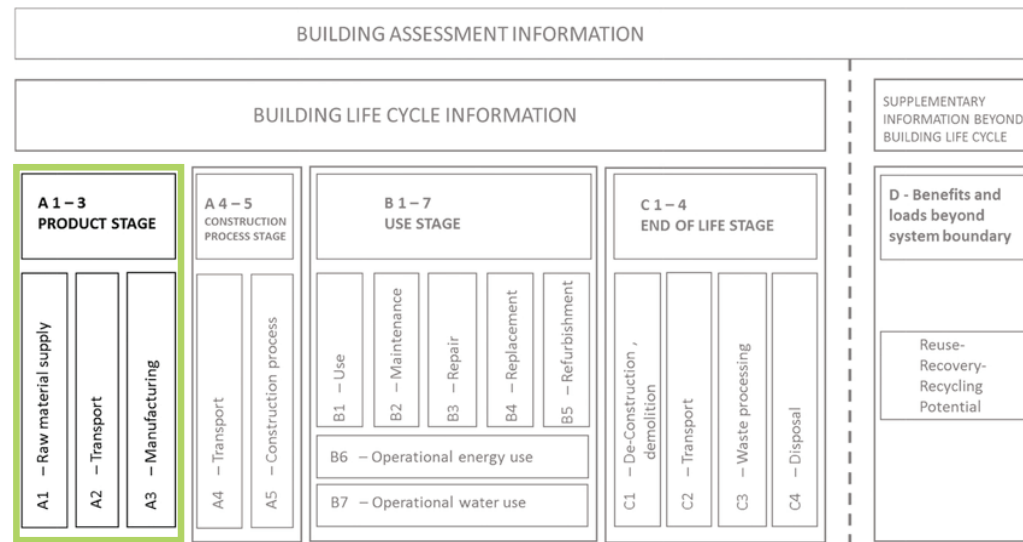 BUILDING ASSESSMENT INFORMATION
BUILDING LIFE CYCLE INFORMATION
SUPPLEMENTARY
INFORMATION BEYOND
BUILDING LIFE CYCLE
A 1 – 3
PRODUCT STAGE
A 4 – 5
CONSTRUCTION
PROCESS STAGE
B 1 – 7
USE STAGE
C 1 – 4
END OF LIFE STAGE
D - Benefits and
loads beyond
system boundary
A1 – Raw material supply
A2 – Transport
A3 – Manufacturing
A4 – Transport
A5 – Construction process
B1 – Use
B2 – Maintenance
B3 – Repair
B4 – Replacement
B5 – Refurbishment
B6 – Operational energy use
B7 – Operational water use
C1 – De-Construction ,
demolition
C2 – Transport
C3 – Waste processing
C4 – Disposal
Reuse-
Recovery-
Recycling
Potential